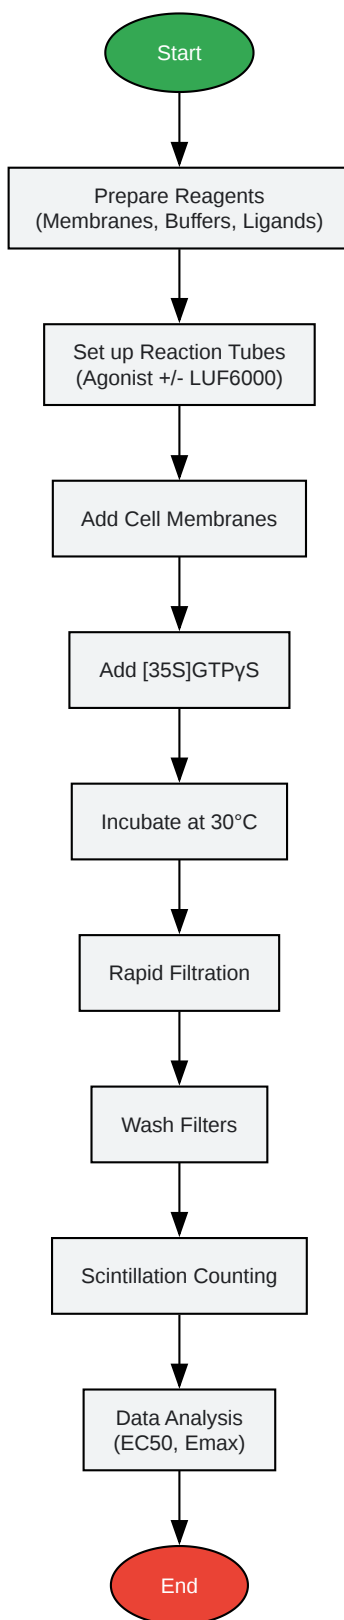 Start
Prepare Reagents
(Membranes, Buffers, Ligands)
Set up Reaction Tubes
(Agonist +/- LUF6000)
Add Cell Membranes
Add [35S]GTPγS
Incubate at 30°C
Rapid Filtration
Wash Filters
Scintillation Counting
Data Analysis
(EC50, Emax)
End